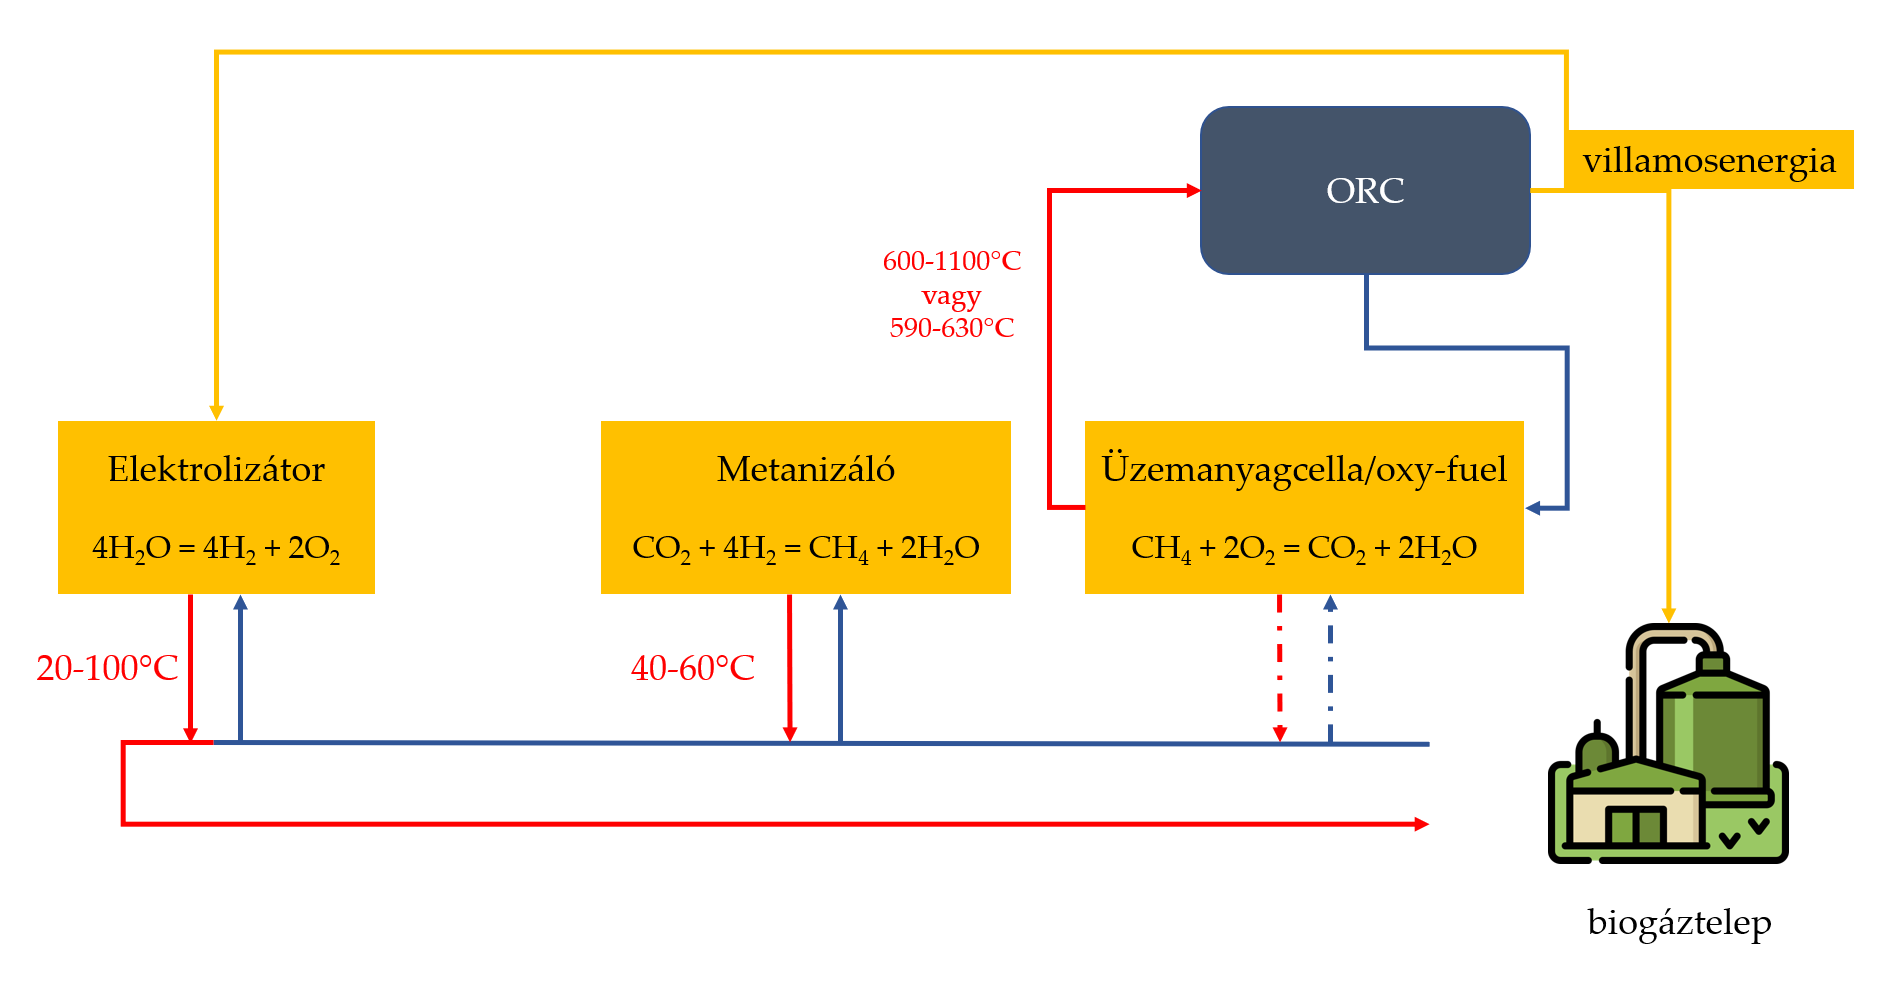 villamosenergia
ORC
600-1100°C
vagy
590-630°C
Elektrolizátor
4H₂O = 4H₂ + 2O₂
Metanizáló
CO₂ + 4H₂ = CH₄ + 2H₂O
Üzemanyagcella/oxy-fuel
CH₄ + 2O₂ = CO₂ + 2H₂O
20-100°C
40-60°C
biogáztelep